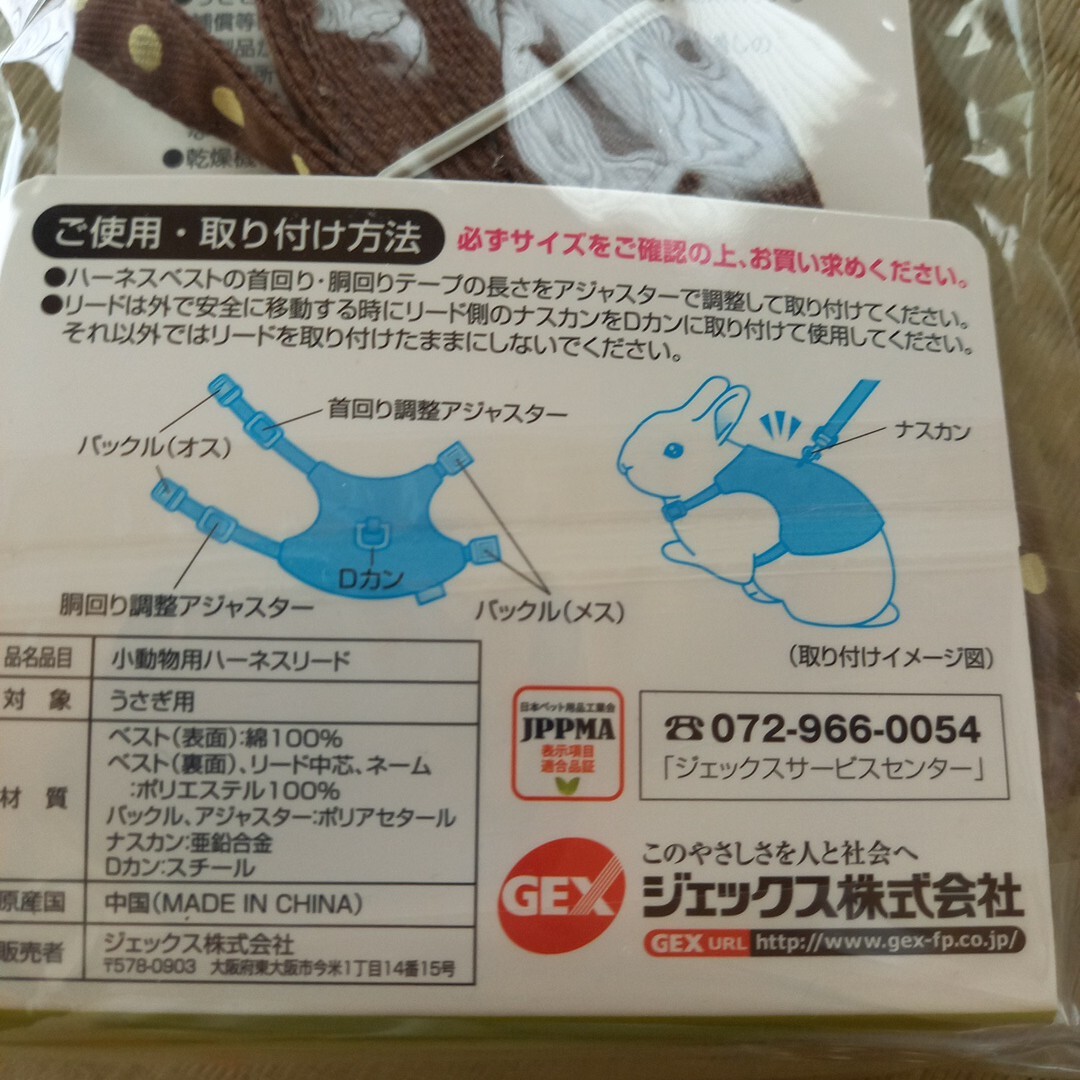 補償等
●乾燥機
ご使用・取り付け方法
必ずサイズをご確認の上、お買い求めください。
●ハーネスベストの首回り・胴回りテープの長さをアジャスターで調整して取り付けてください。
●リードは外で安全に移動する時にリード側のナスカンをDカンに取り付けて使用してください。
それ以外ではリードを取り付けたままにしないでください。
バックル(オス)
首回り調整アジャスター
ナスカン
Dカン
胴回り調整アジャスター
バックル(メス)
(取り付けイメージ図)
品名品目 小動物用ハーネスリード
対 象 うさぎ用
材 質 ベスト(表面):綿100%
ベスト(裏面)、リード中芯、ネーム
:ポリエステル100%
バックル、アジャスター:ポリアセタール
ナスカン:亜鉛合金
Dカン:スチール
原産国 中国(MADE IN CHINA)
販売者 ジェックス株式会社
〒578-0903 大阪府東大阪市今米1丁目14番15号
日本ペット用品工業会
JPPMA
表示項目
適合品証
☎072-966-0054
「ジェックスサービスセンター」
GEX
このやさしさを人と社会へ
ジェックス株式会社
GEX URL http://www.gex-fp.co.jp/